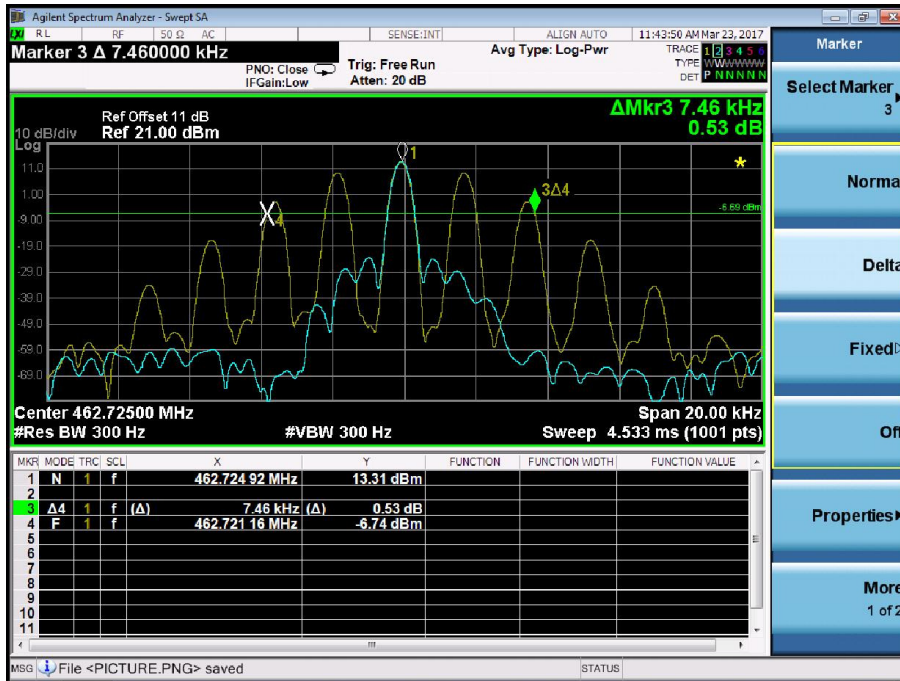 Agilent Spectrum Analyzer - Swept SA
LXI RL RF 50 Ω AC SENSE:INT ALIGN AUTO 11:43:50 AM Mar 23, 2017
Marker 3 Δ 7.460000 kHz
PNO: Close
IFGain:Low
Trig: Free Run
Atten: 20 dB
Avg Type: Log-Pwr
TRACE 1 2 3 4 5 6
TYPE WWWWWW
DET P N N N N N
ΔMkr3 7.46 kHz
0.53 dB
Ref Offset 11 dB
10 dB/div Ref 21.00 dBm
Log
11.0
1.00
-9.00
-19.0
-29.0
-39.0
-49.0
-59.0
-69.0
1
3Δ4
4
-6.69 dBm
Center 462.72500 MHz Span 20.00 kHz
#Res BW 300 Hz #VBW 300 Hz Sweep 4.533 ms (1001 pts)
MKR MODE TRC SCL X Y FUNCTION FUNCTION WIDTH FUNCTION VALUE
1 N 1 f 462.724 92 MHz 13.31 dBm
2
3 Δ4 1 f (Δ) 7.46 kHz (Δ) 0.53 dB
4 F 1 f 462.721 16 MHz -6.74 dBm
5
6
7
8
9
10
11
MSG File <PICTURE.PNG> saved STATUS
Marker
Select Marker
3
Norma
Delta
Fixed
Off
Properties
More
1 of 2